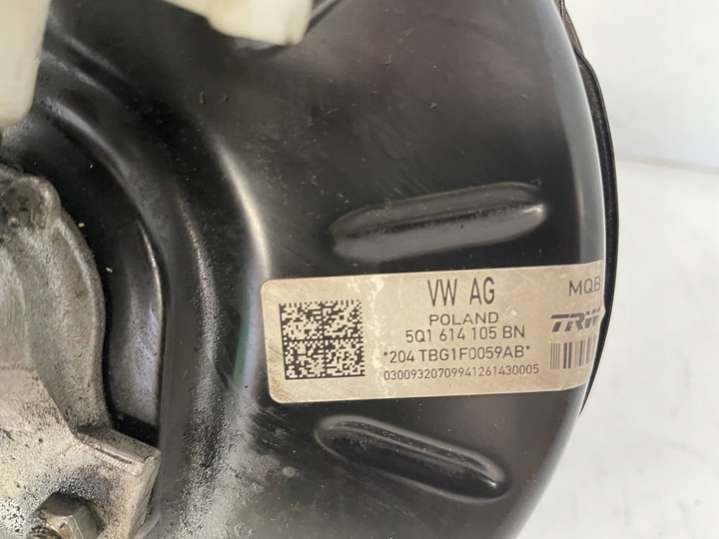 VW AG
MQB
POLAND
TRW
5Q1 614 105 BN
*204 TBG1F0059AB*
03009320709941261430005